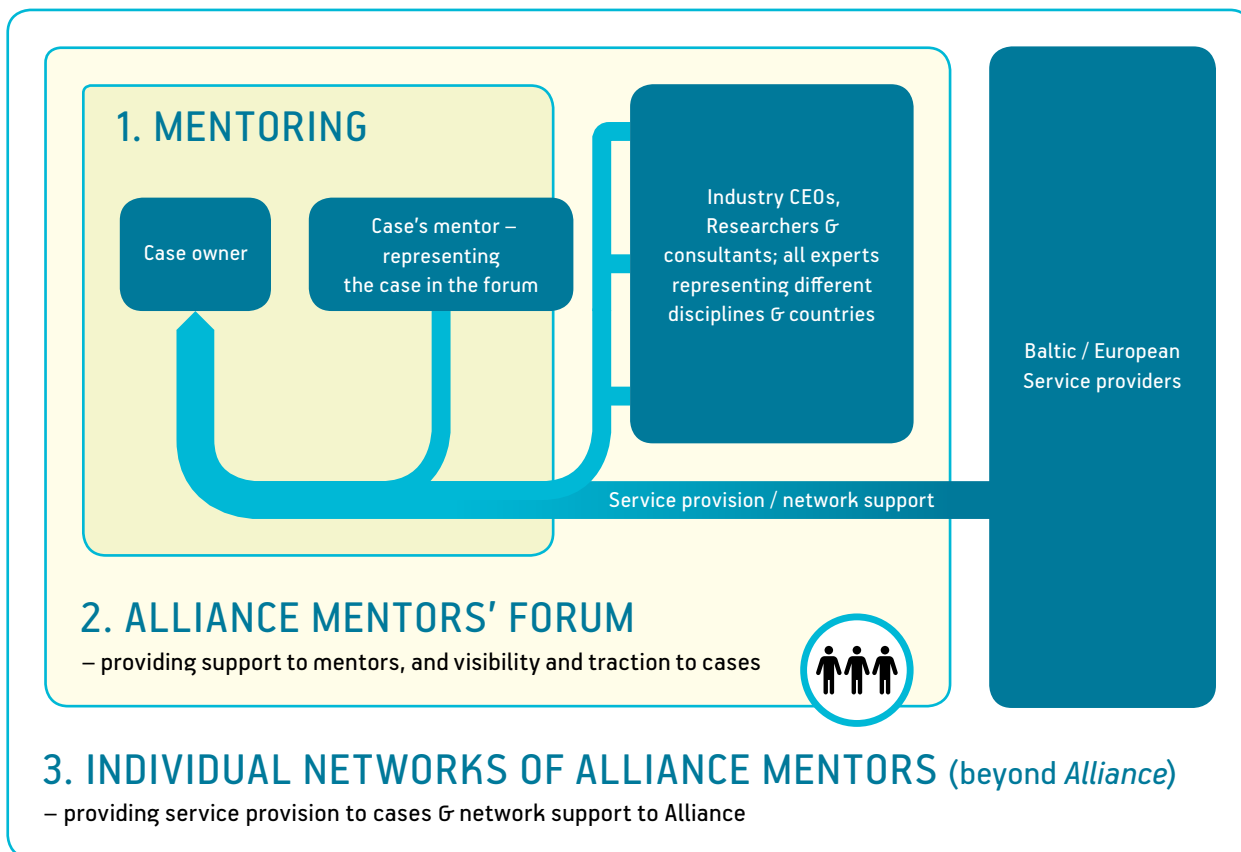 1. MENTORING
Case owner
Case's mentor –
representing
the case in the forum
Industry CEOs,
Researchers &
consultants; all experts
representing different
disciplines & countries
Baltic / European
Service providers
Service provision / network support
2. ALLIANCE MENTORS' FORUM
– providing support to mentors, and visibility and traction to cases
3. INDIVIDUAL NETWORKS OF ALLIANCE MENTORS (beyond Alliance)
– providing service provision to cases & network support to Alliance